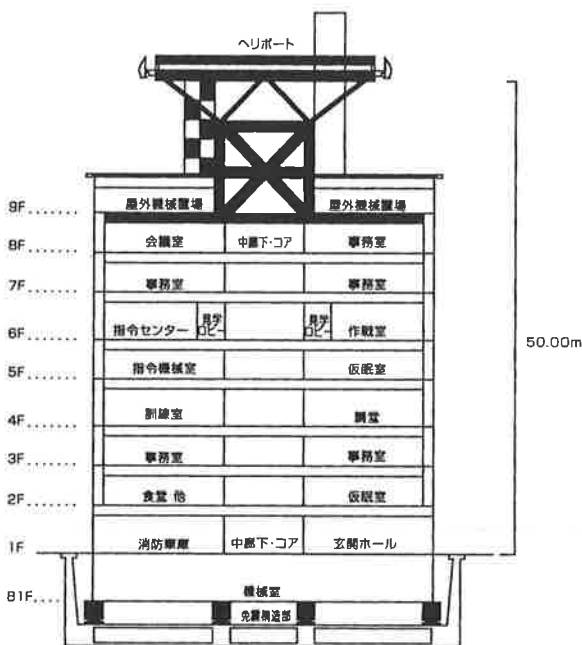 ヘリポート
9F....... 屋外機械置場 屋外機械置場
8F....... 会議室 中廊下・コア 事務室
7F....... 事務室 事務室
6F....... 指令センター 見学ロビー 見学ロビー 作戦室
50.00m
5F....... 指令機械室 仮眠室
4F....... 訓練室 講堂
3F....... 事務室 事務室
2F....... 食堂 他 仮眠室
1F....... 消防車庫 中廊下・コア 玄関ホール
B1F.... 機械室
免震構造部